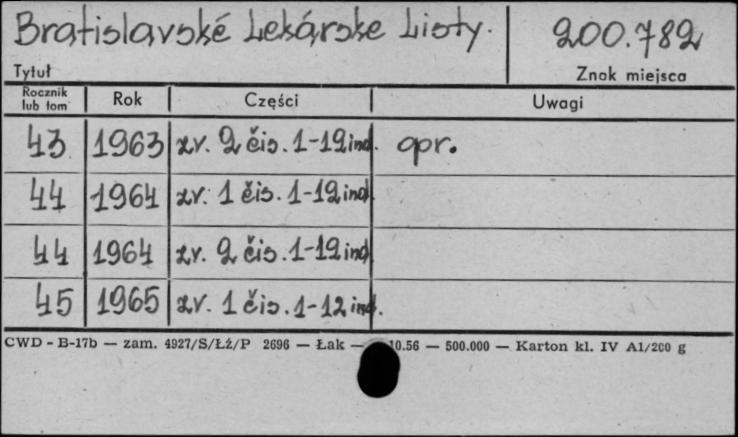 Bratislavské Lekárske Listy. 200.782
Tytuł Znak miejsca
Rocznik lub tom Rok Części Uwagi
43 1963 zv. 2 čis. 1-12 ind. opr.
44 1964 zv. 1 čis. 1-12 ind.
44 1964 zv. 2 čis. 1-12 ind
45 1965 zv. 1 čis. 1-12 ind.
CWD - B-17b — zam. 4927/S/Łż/P 2696 — Łak — 10.56 — 500.000 — Karton kl. IV A1/200 g